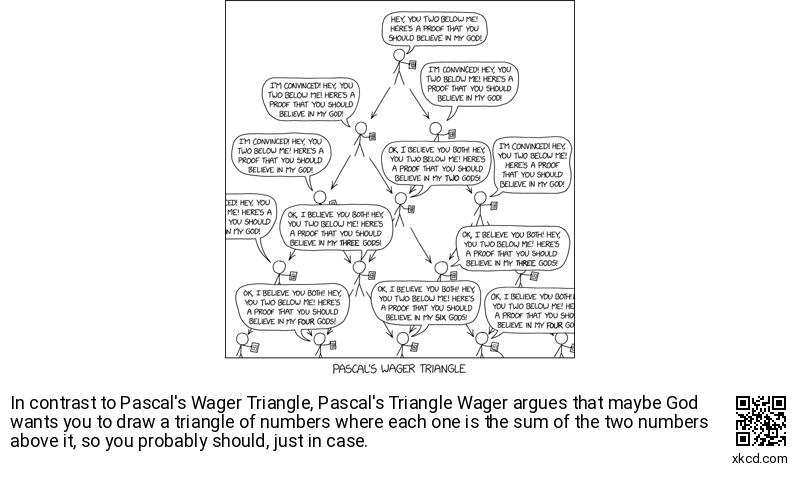 HEY, YOU TWO BELOW ME!
HERE'S A PROOF THAT YOU
SHOULD BELIEVE IN MY GOD!
I'M CONVINCED! HEY, YOU
TWO BELOW ME! HERE'S A
PROOF THAT YOU SHOULD
BELIEVE IN MY GOD!
I'M CONVINCED! HEY, YOU
TWO BELOW ME! HERE'S A
PROOF THAT YOU SHOULD
BELIEVE IN MY GOD!
I'M CONVINCED! HEY, YOU
TWO BELOW ME! HERE'S A
PROOF THAT YOU SHOULD
BELIEVE IN MY GOD!
OK, I BELIEVE YOU BOTH! HEY,
YOU TWO BELOW ME! HERE'S
A PROOF THAT YOU SHOULD
BELIEVE IN MY TWO GODS!
I'M CONVINCED! HEY,
YOU TWO BELOW ME!
HERE'S A PROOF
THAT YOU SHOULD
BELIEVE IN MY GOD!
CED! HEY, YOU
ME! HERE'S A
YOU SHOULD
IN MY GOD!
OK, I BELIEVE YOU BOTH! HEY,
YOU TWO BELOW ME! HERE'S
A PROOF THAT YOU SHOULD
BELIEVE IN MY THREE GODS!
OK, I BELIEVE YOU BOTH! HEY,
YOU TWO BELOW ME! HERE'S
A PROOF THAT YOU SHOULD
BELIEVE IN MY THREE GODS!
OK, I BELIEVE YOU BOTH! HEY,
YOU TWO BELOW ME! HERE'S
A PROOF THAT YOU SHOULD
BELIEVE IN MY FOUR GODS!
OK, I BELIEVE YOU BOTH! HEY,
YOU TWO BELOW ME! HERE'S
A PROOF THAT YOU SHOULD
BELIEVE IN MY SIX GODS!
OK, I BELIEVE YOU BOTH!
YOU TWO BELOW ME! HERE'S
A PROOF THAT YOU SHO
BELIEVE IN MY FOUR GO
PASCAL'S WAGER TRIANGLE
In contrast to Pascal's Wager Triangle, Pascal's Triangle Wager argues that maybe God
wants you to draw a triangle of numbers where each one is the sum of the two numbers
above it, so you probably should, just in case.
xkcd.com